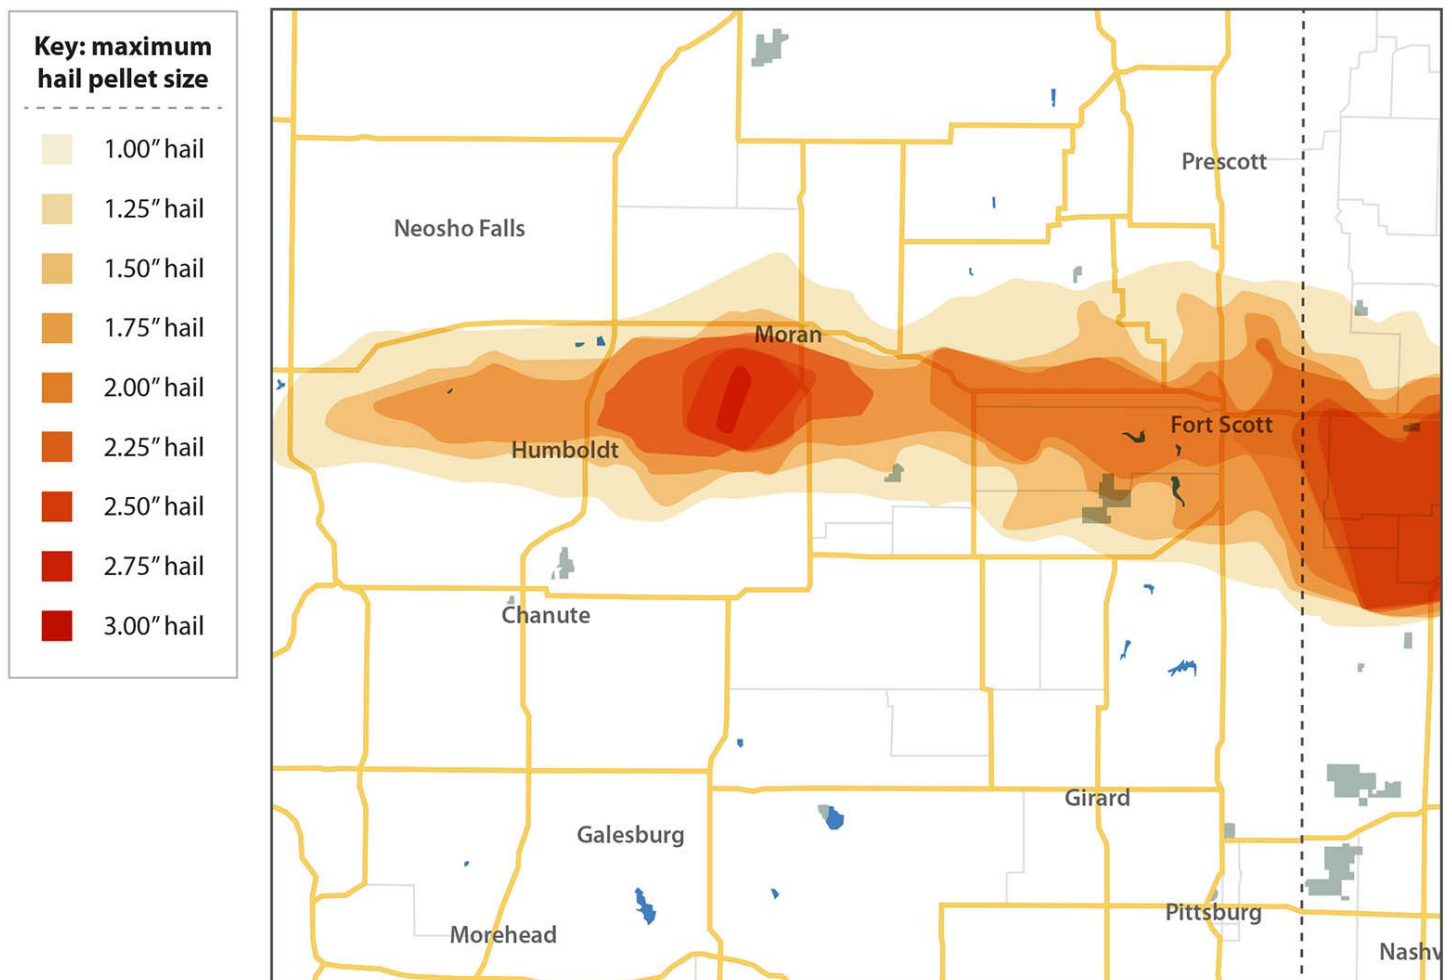 Key: maximum
hail pellet size
1.00” hail
1.25” hail
1.50” hail
1.75” hail
2.00” hail
2.25” hail
2.50” hail
2.75” hail
3.00” hail
Prescott
Neosho Falls
Moran
Fort Scott
Humboldt
Chanute
Girard
Galesburg
Pittsburg
Morehead
Nashv